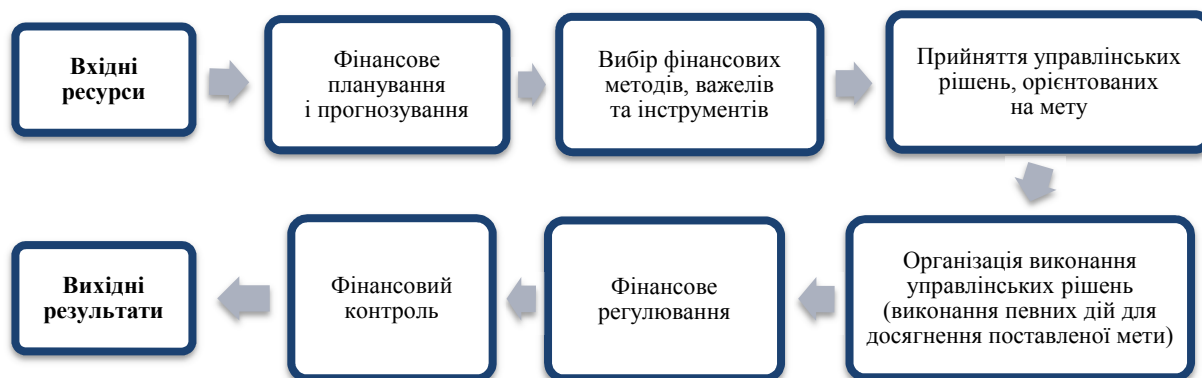 Вхідні
ресурси
Фінансове
планування
і прогнозування
Вибір фінансових
методів, важелів
та інструментів
Прийняття управлінських
рішень, орієнтованих
на мету
Організація виконання
управлінських рішень
(виконання певних дій для
досягнення поставленої мети)
Фінансове
регулювання
Фінансовий
контроль
Вихідні
результати